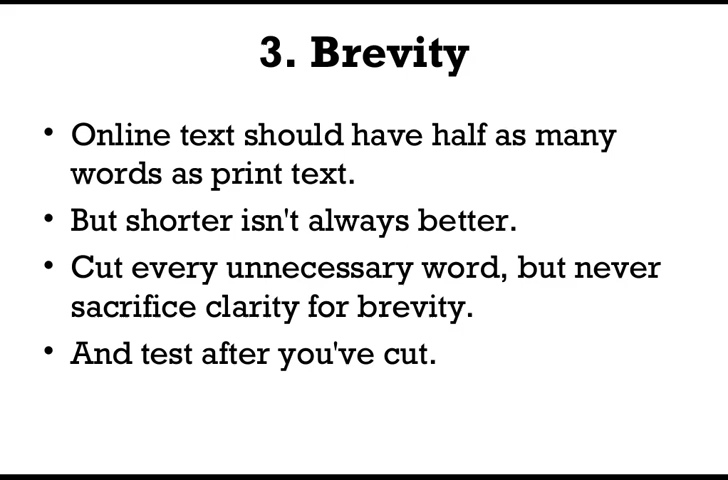 3. Brevity
• Online text should have half as many
words as print text.
• But shorter isn't always better.
• Cut every unnecessary word, but never
sacrifice clarity for brevity.
• And test after you've cut.